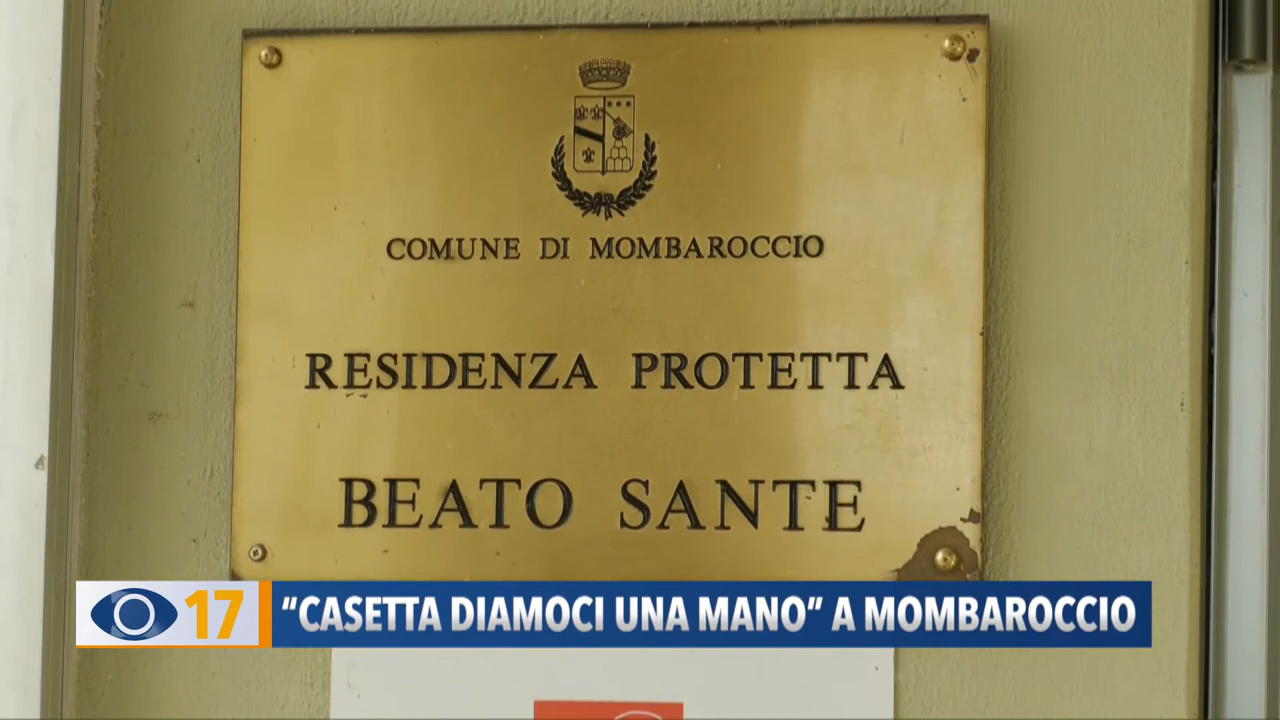 COMUNE DI MOMBAROCCIO
RESIDENZA PROTETTA
BEATO SANTE
17 "CASETTA DIAMOCI UNA MANO" A MOMBAROCCIO